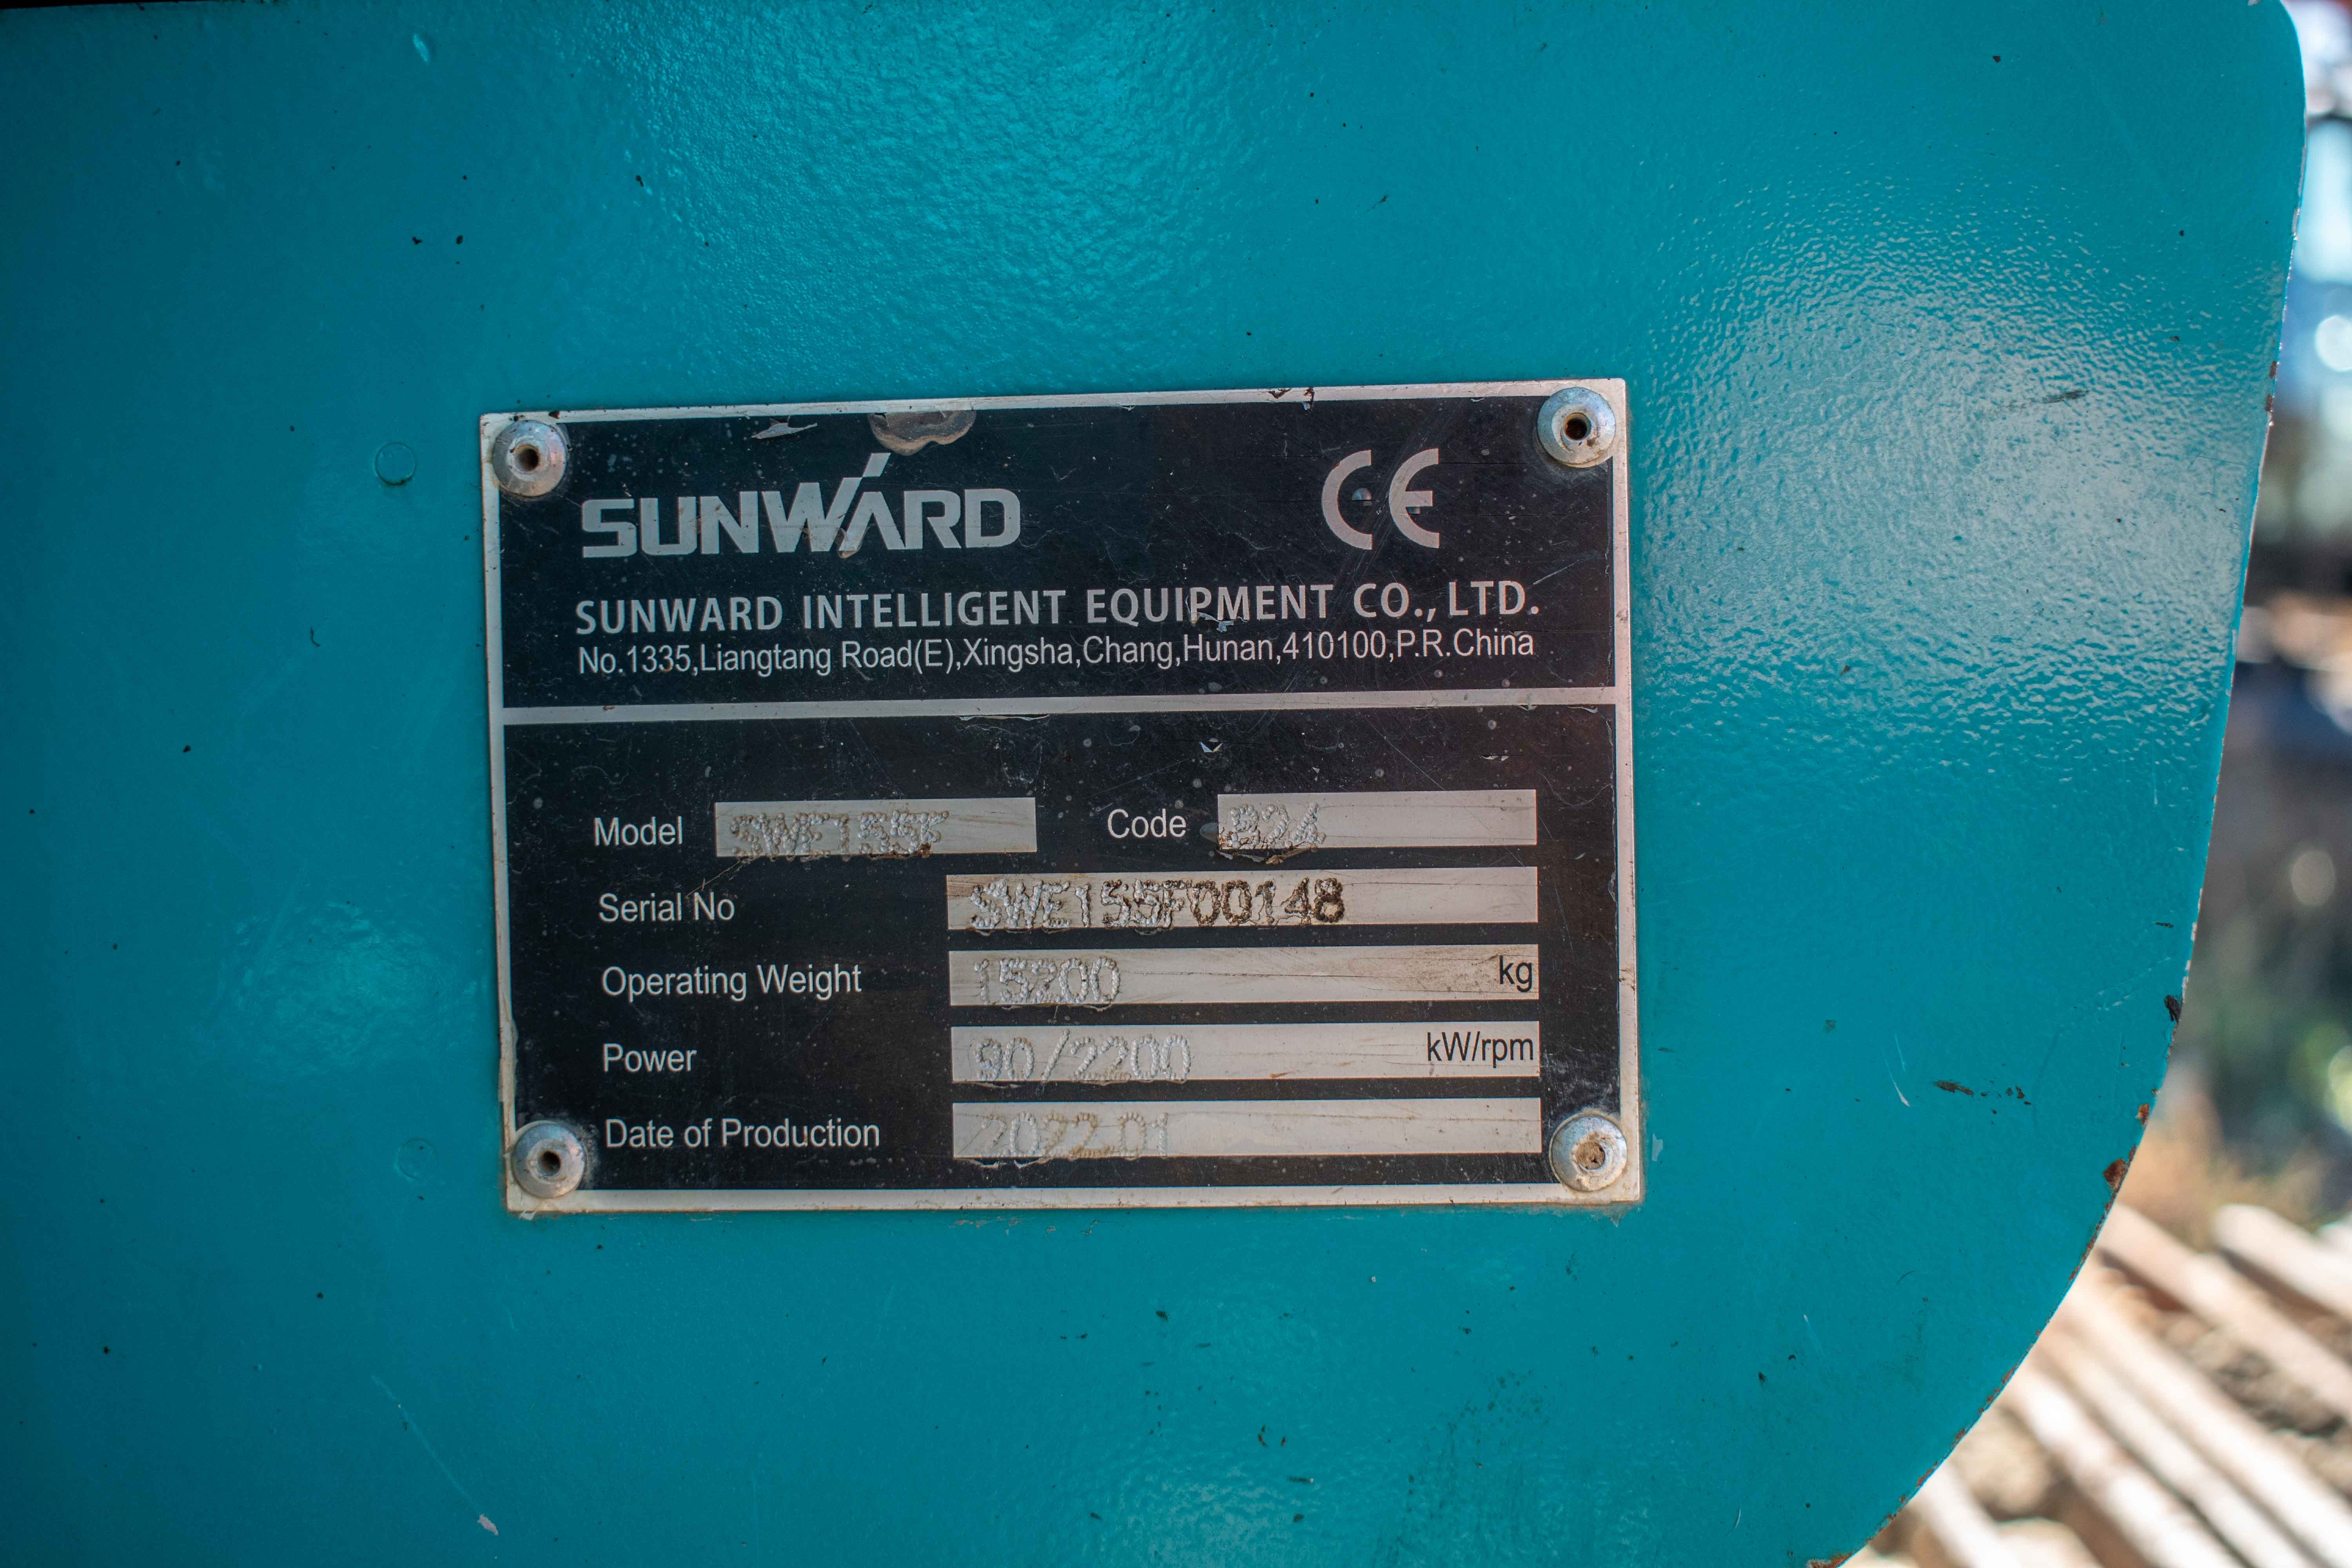 SUNWARD CE
SUNWARD INTELLIGENT EQUIPMENT CO.,LTD.
No.1335,Liangtang Road(E),Xingsha,Chang,Hunan,410100,P.R.China
Model SWE155F Code B24
Serial No SWE155F00148
Operating Weight 15200 kg
Power 90/2200 kW/rpm
Date of Production 2022.01